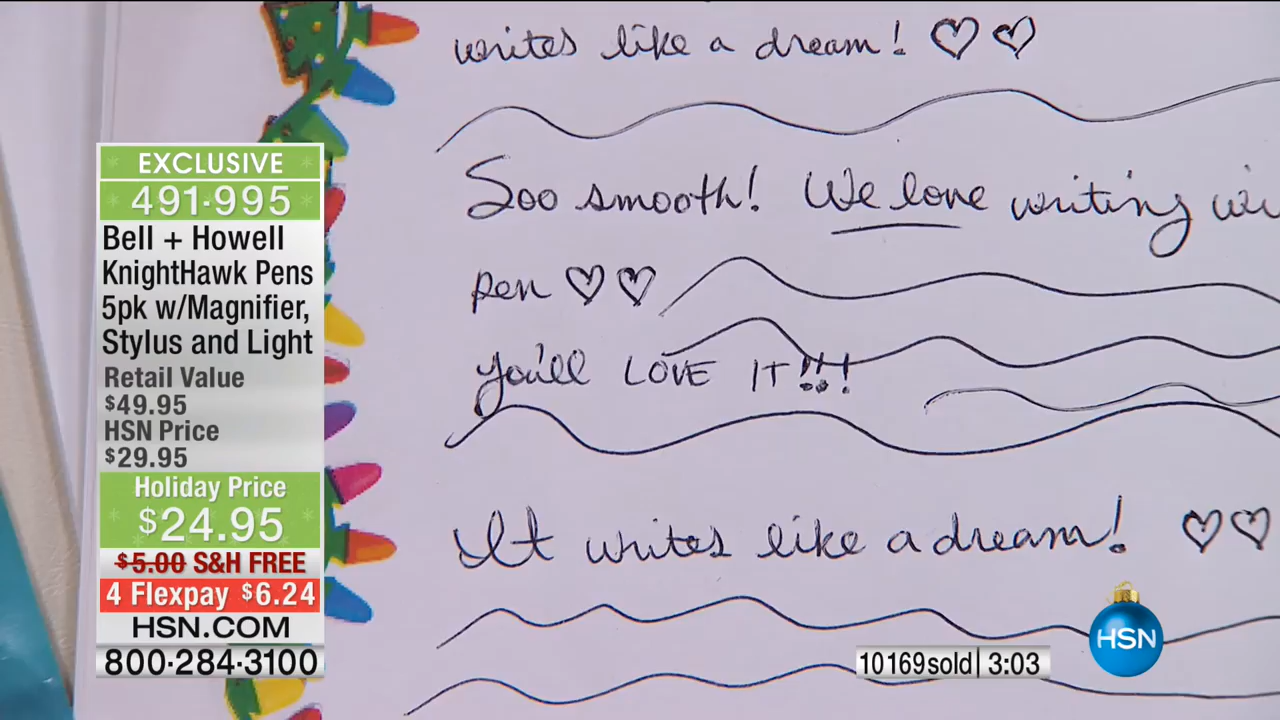 writes like a dream! ♡♡
Soo smooth! We love writing
pen ♡♡
you'll LOVE IT!!!
It writes like a dream! ♡♡
EXCLUSIVE
491·995
Bell + Howell
KnightHawk Pens
5pk w/Magnifier,
Stylus and Light
Retail Value
$49.95
HSN Price
$29.95
Holiday Price
$24.95
$5.00 S&H FREE
4 Flexpay $6.24
HSN.COM
800·284·3100
HSN
10169 sold | 3:03